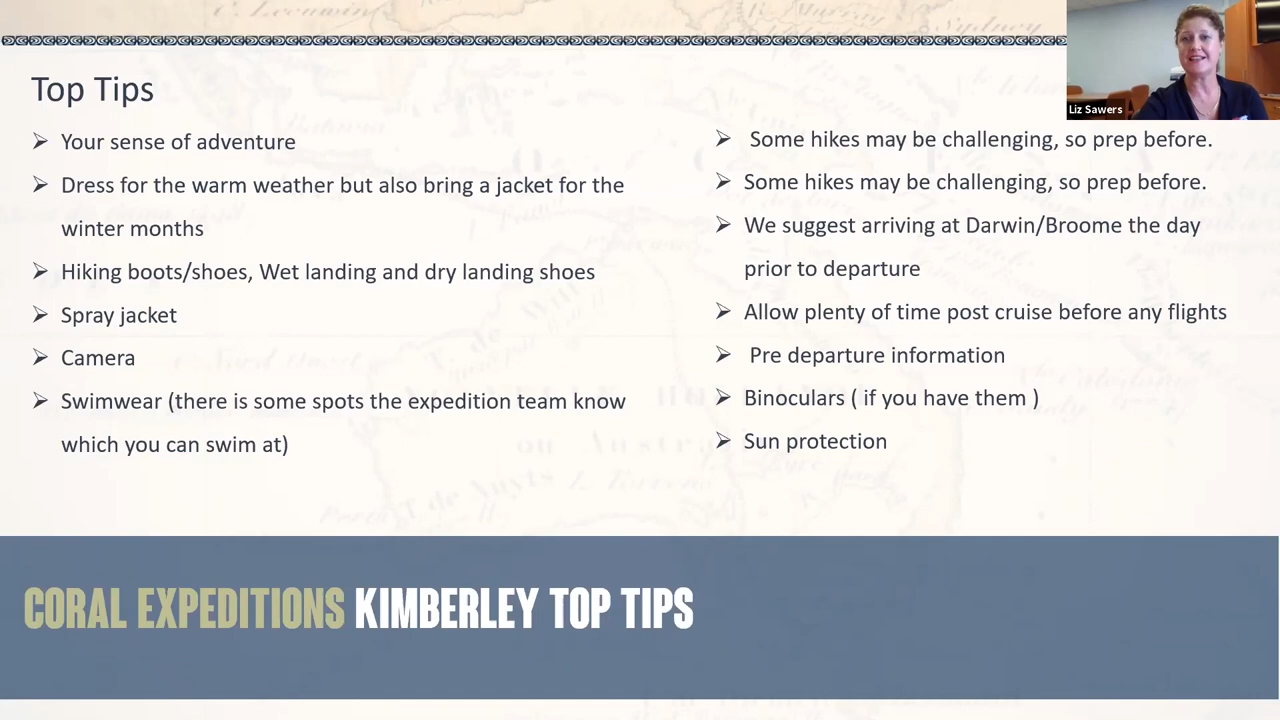 C. Leeuwin
R. Murray
Sydney
Liz Sawers
Top Tips
➢ Your sense of adventure
➢ Dress for the warm weather but also bring a jacket for the
winter months
➢ Hiking boots/shoes, Wet landing and dry landing shoes
➢ Spray jacket
➢ Camera
➢ Swimwear (there is some spots the expedition team know
which you can swim at)
➢ Some hikes may be challenging, so prep before.
➢ Some hikes may be challenging, so prep before.
➢ We suggest arriving at Darwin/Broome the day
prior to departure
➢ Allow plenty of time post cruise before any flights
➢ Pre departure information
➢ Binoculars ( if you have them )
➢ Sun protection
CORAL EXPEDITIONS KIMBERLEY TOP TIPS